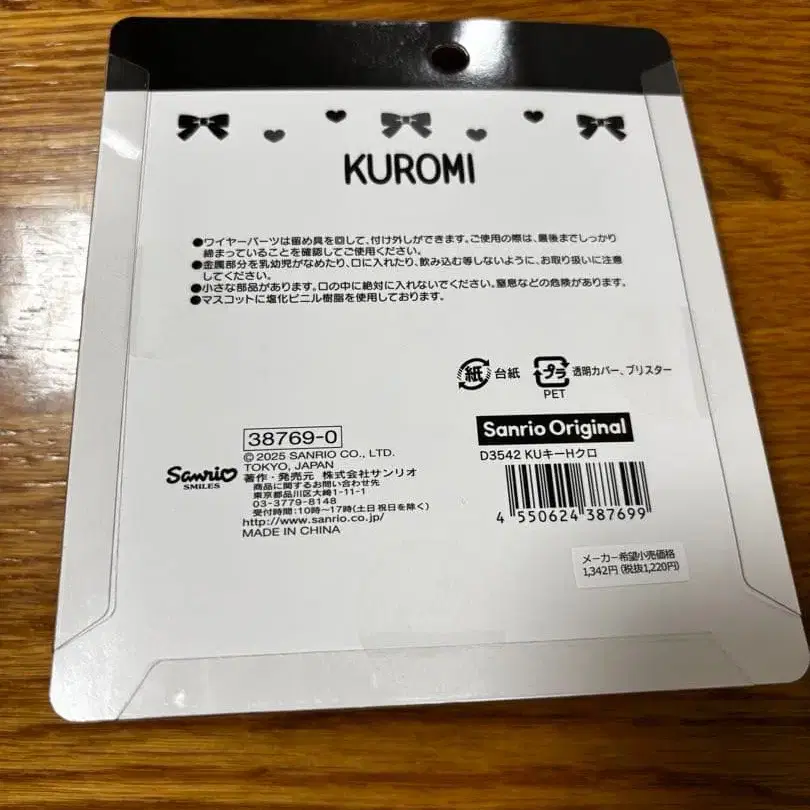 KUROMI
●ワイヤーパーツは留め具を回して、付け外しができます。ご使用の際は、最後までしっかり
締まっていることを確認してご使用ください。
●金属部分を乳幼児がなめたり、口に入れたり、飲み込む等しないように、お取り扱いに注意
してください。
●小さな部品があります。口の中に絶対に入れないでください。窒息などの危険があります。
●マスコットに塩化ビニル樹脂を使用しております。
紙 台紙 プラ 透明カバー、ブリスター
PET
Sanrio
SMILES
38769-0
©2025 SANRIO CO., LTD.
TOKYO, JAPAN
著作・発売元 株式会社サンリオ
商品に関するお問い合わせ先
東京都品川区大崎1-11-1
03-3779-8148
受付時間:10時~17時(土日祝日を除く)
http://www.sanrio.co.jp/
MADE IN CHINA
Sanrio Original
D3542 KUキーHクロ
4 550624 387699
メーカー希望小売価格
1,342円(税抜1,220円)